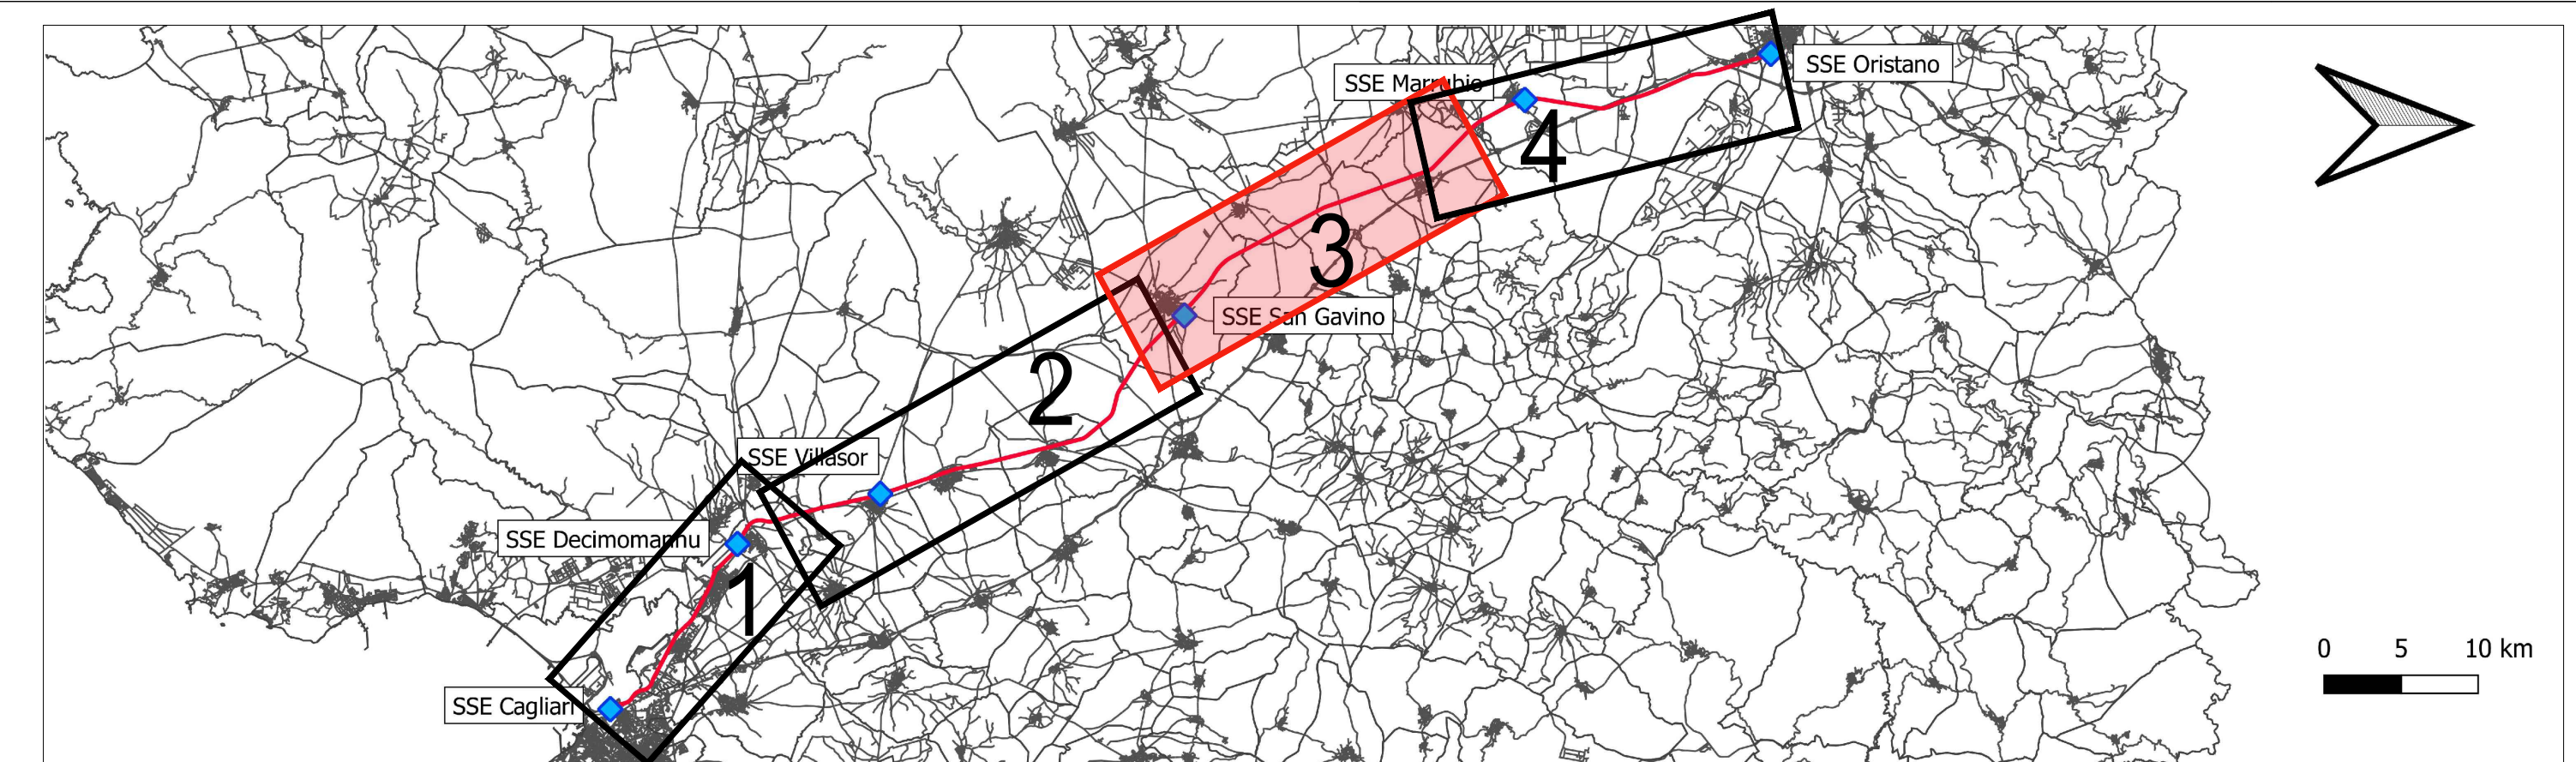 SSE Oristano
SSE Marrubio
4
3
SSE San Gavino
2
SSE Villasor
SSE Decimomannu
1
SSE Cagliari
0 5 10 km